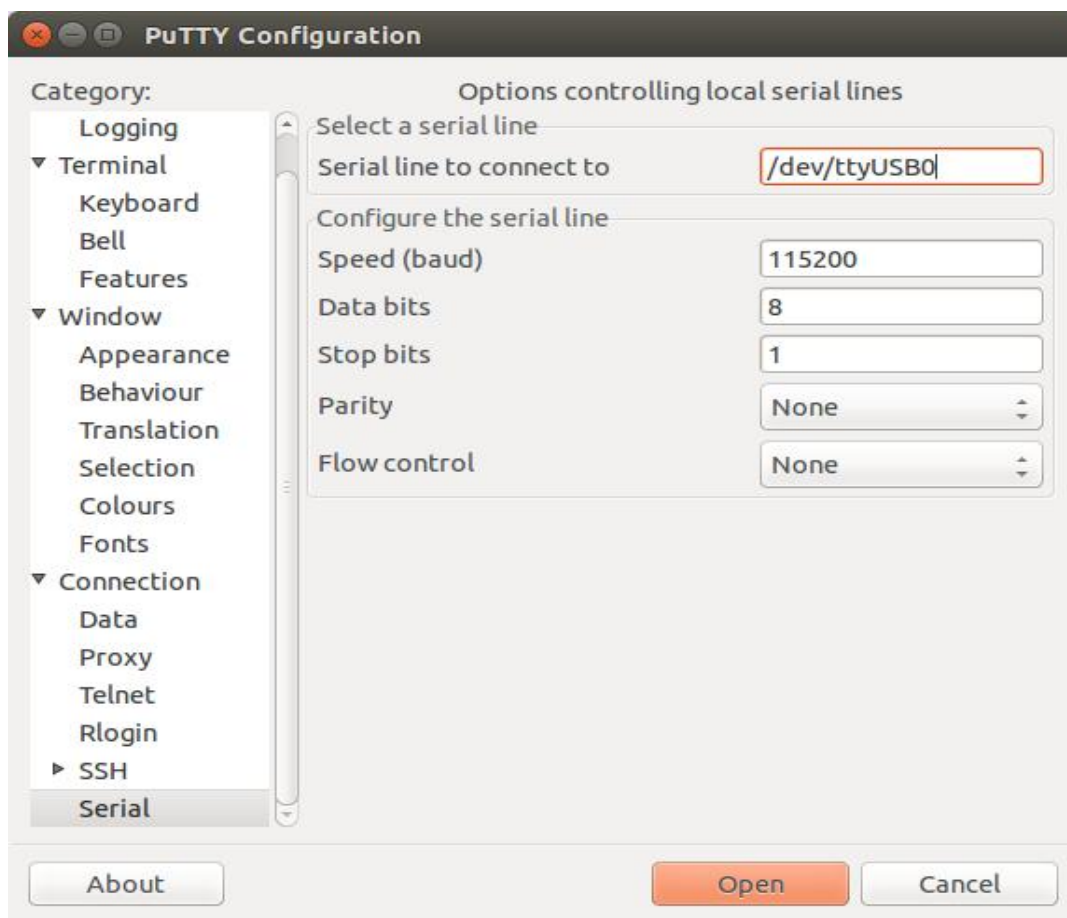 PuTTY Configuration
Category:
Logging
Terminal
Keyboard
Bell
Features
Window
Appearance
Behaviour
Translation
Selection
Colours
Fonts
Connection
Data
Proxy
Telnet
Rlogin
SSH
Serial
Options controlling local serial lines
Select a serial line
Serial line to connect to /dev/ttyUSB0
Configure the serial line
Speed (baud) 115200
Data bits 8
Stop bits 1
Parity None
Flow control None
About Open Cancel